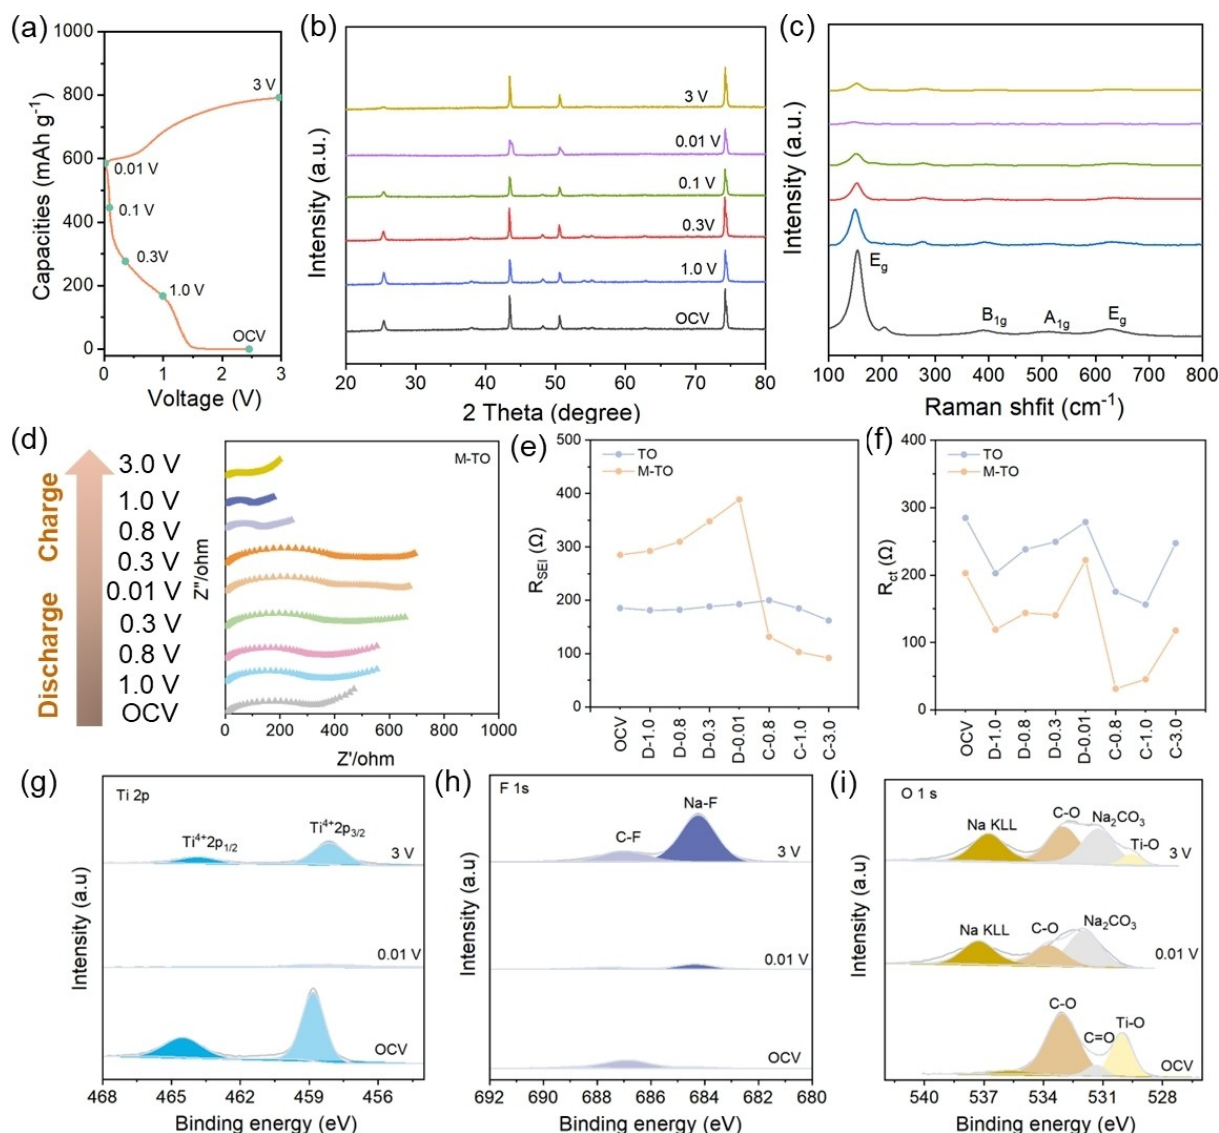 (a)
1000
800
600
400
200
0
Capacities (mAh g-1)
3 V
0.01 V
0.1 V
0.3V
1.0 V
OCV
0 1 2 3
Voltage (V)
(b)
Intensity (a.u.)
3 V
0.01 V
0.1 V
0.3V
1.0 V
OCV
20 30 40 50 60 70 80
2 Theta (degree)
(c)
Intensity (a.u.)
Eg
B1g
A1g
Eg
100 200 300 400 500 600 700 800
Raman shfit (cm-1)
(d)
Discharge Charge
3.0 V
1.0 V
0.8 V
0.3 V
0.01 V
0.3 V
0.8 V
1.0 V
OCV
M-TO
Z"/ohm
0 200 400 600 800 1000
Z'/ohm
(e)
500
400
300
200
100
0
RSEI (Ω)
TO
M-TO
OCV
D-1.0
D-0.8
D-0.3
D-0.01
C-0.8
C-1.0
C-3.0
(f)
400
300
200
100
0
Rct (Ω)
TO
M-TO
OCV
D-1.0
D-0.8
D-0.3
D-0.01
C-0.8
C-1.0
C-3.0
(g)
Ti 2p
Ti4+2p1/2
Ti4+2p3/2
3 V
0.01 V
OCV
Intensity (a.u)
468 465 462 459 456
Binding energy (eV)
(h)
F 1s
Na-F
C-F
3 V
0.01 V
OCV
Intensity (a.u)
692 690 688 686 684 682 680
Binding energy (eV)
(i)
O 1 s
Na KLL
C-O
Na2CO3
Ti-O
3 V
Na KLL
C-O
Na2CO3
0.01 V
C-O
C=O
Ti-O
OCV
Intensity (a.u)
540 537 534 531 528
Binding energy (eV)